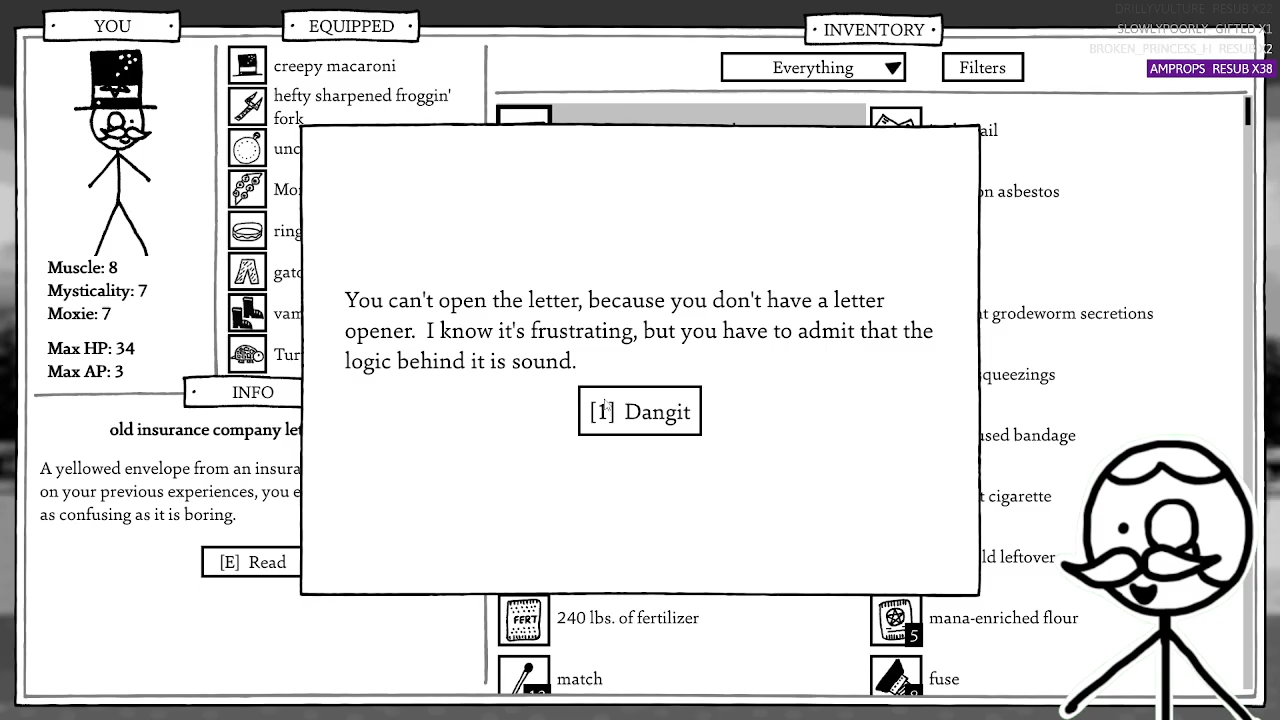 DRILLYVULTURE RESUB X22
SLOWLYPOORLY GIFTED X1
BROKEN_PRINCESS_H RESUB X2
AMPROPS RESUB X38
YOU
EQUIPPED
INVENTORY
Everything
Filters
creepy macaroni
hefty sharpened froggin'
fork
unc
Mor
ring
gato
vam
Tur
ail
on asbestos
nt grodeworm secretions
squeezings
used bandage
t cigarette
ld leftover
Muscle: 8
Mysticality: 7
Moxie: 7
Max HP: 34
Max AP: 3
INFO
old insurance company let
A yellowed envelope from an insura
on your previous experiences, you e
as confusing as it is boring.
[E] Read
You can't open the letter, because you don't have a letter
opener. I know it's frustrating, but you have to admit that the
logic behind it is sound.
[1] Dangit
FERT
240 lbs. of fertilizer
5
mana-enriched flour
match
fuse